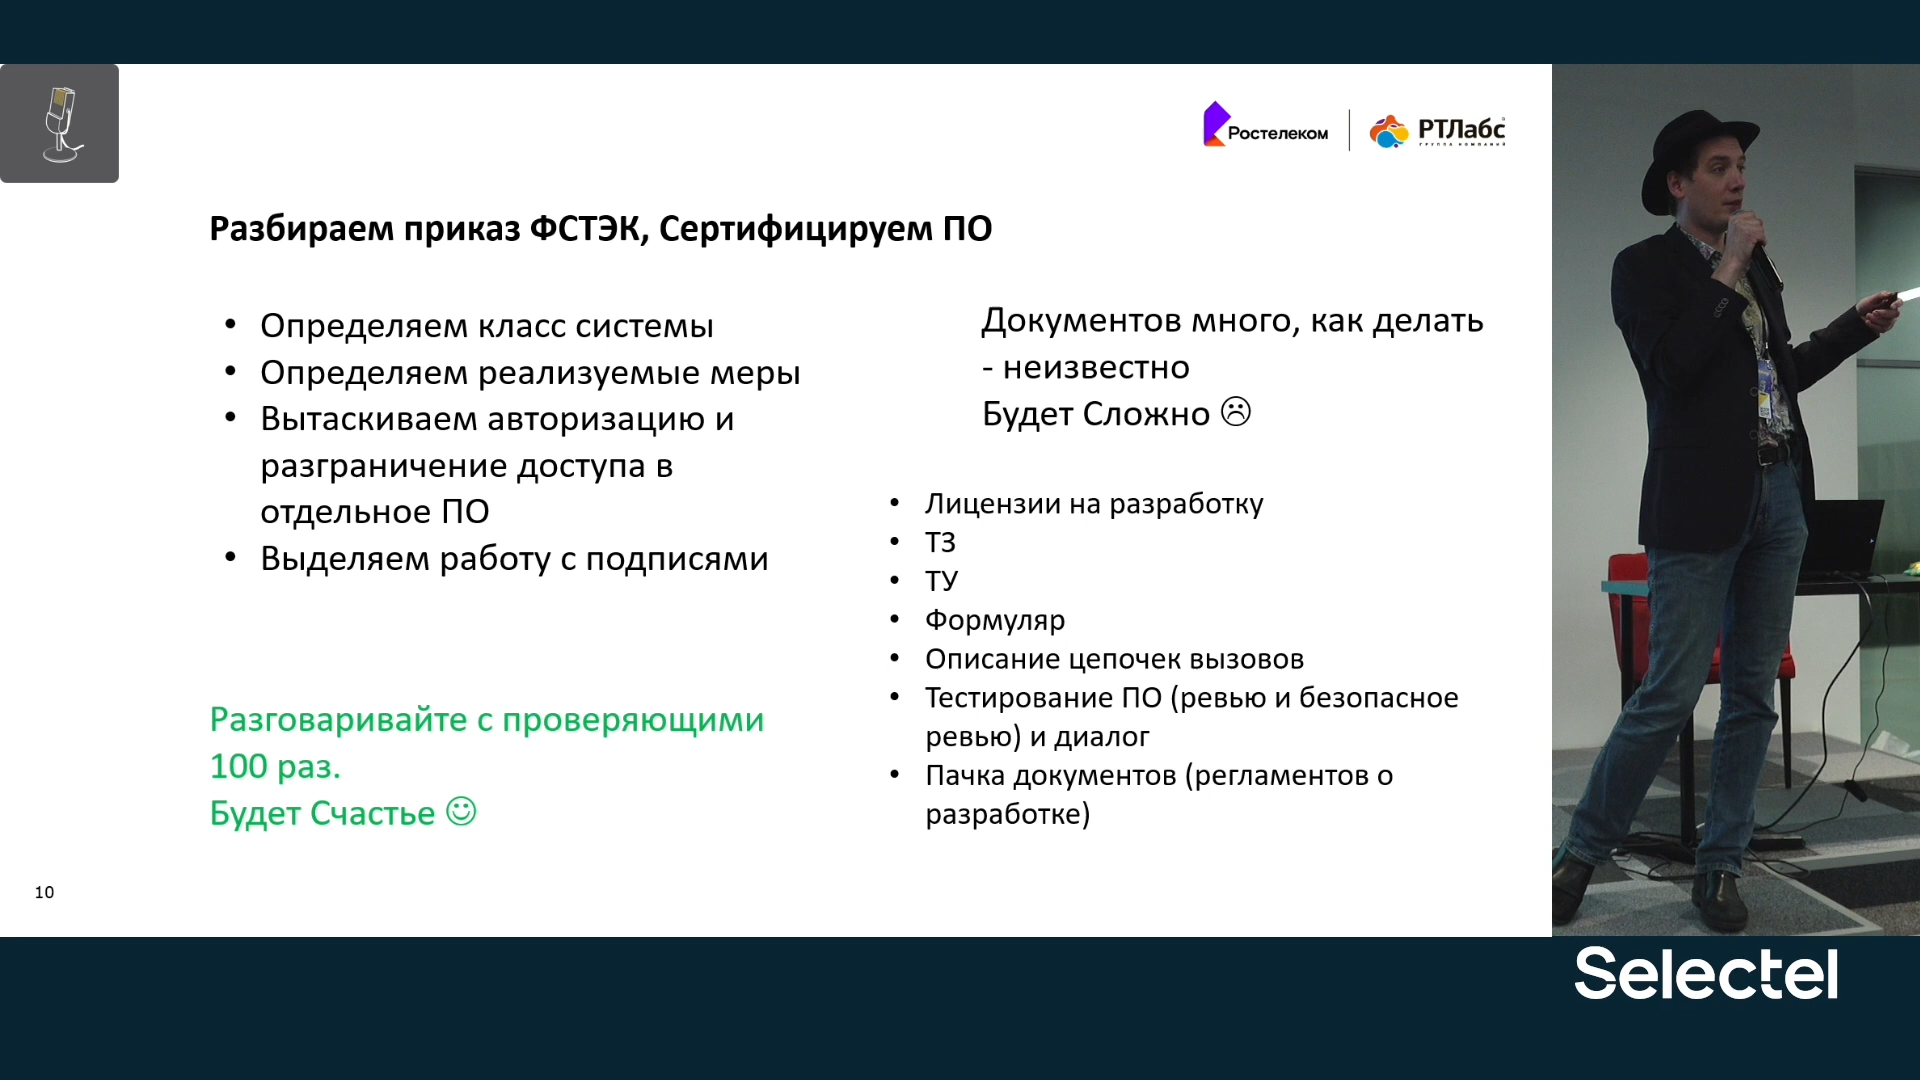 Ростелеком
РТЛабс
ГРУППА КОМПАНИЙ
Разбираем приказ ФСТЭК, Сертифицируем ПО
• Определяем класс системы
• Определяем реализуемые меры
• Вытаскиваем авторизацию и
разграничение доступа в
отдельное ПО
• Выделяем работу с подписями
Разговаривайте с проверяющими
100 раз.
Будет Счастье ☺
Документов много, как делать
- неизвестно
Будет Сложно ☹
• Лицензии на разработку
• ТЗ
• ТУ
• Формуляр
• Описание цепочек вызовов
• Тестирование ПО (ревью и безопасное
ревью) и диалог
• Пачка документов (регламентов о
разработке)
10
Selectel